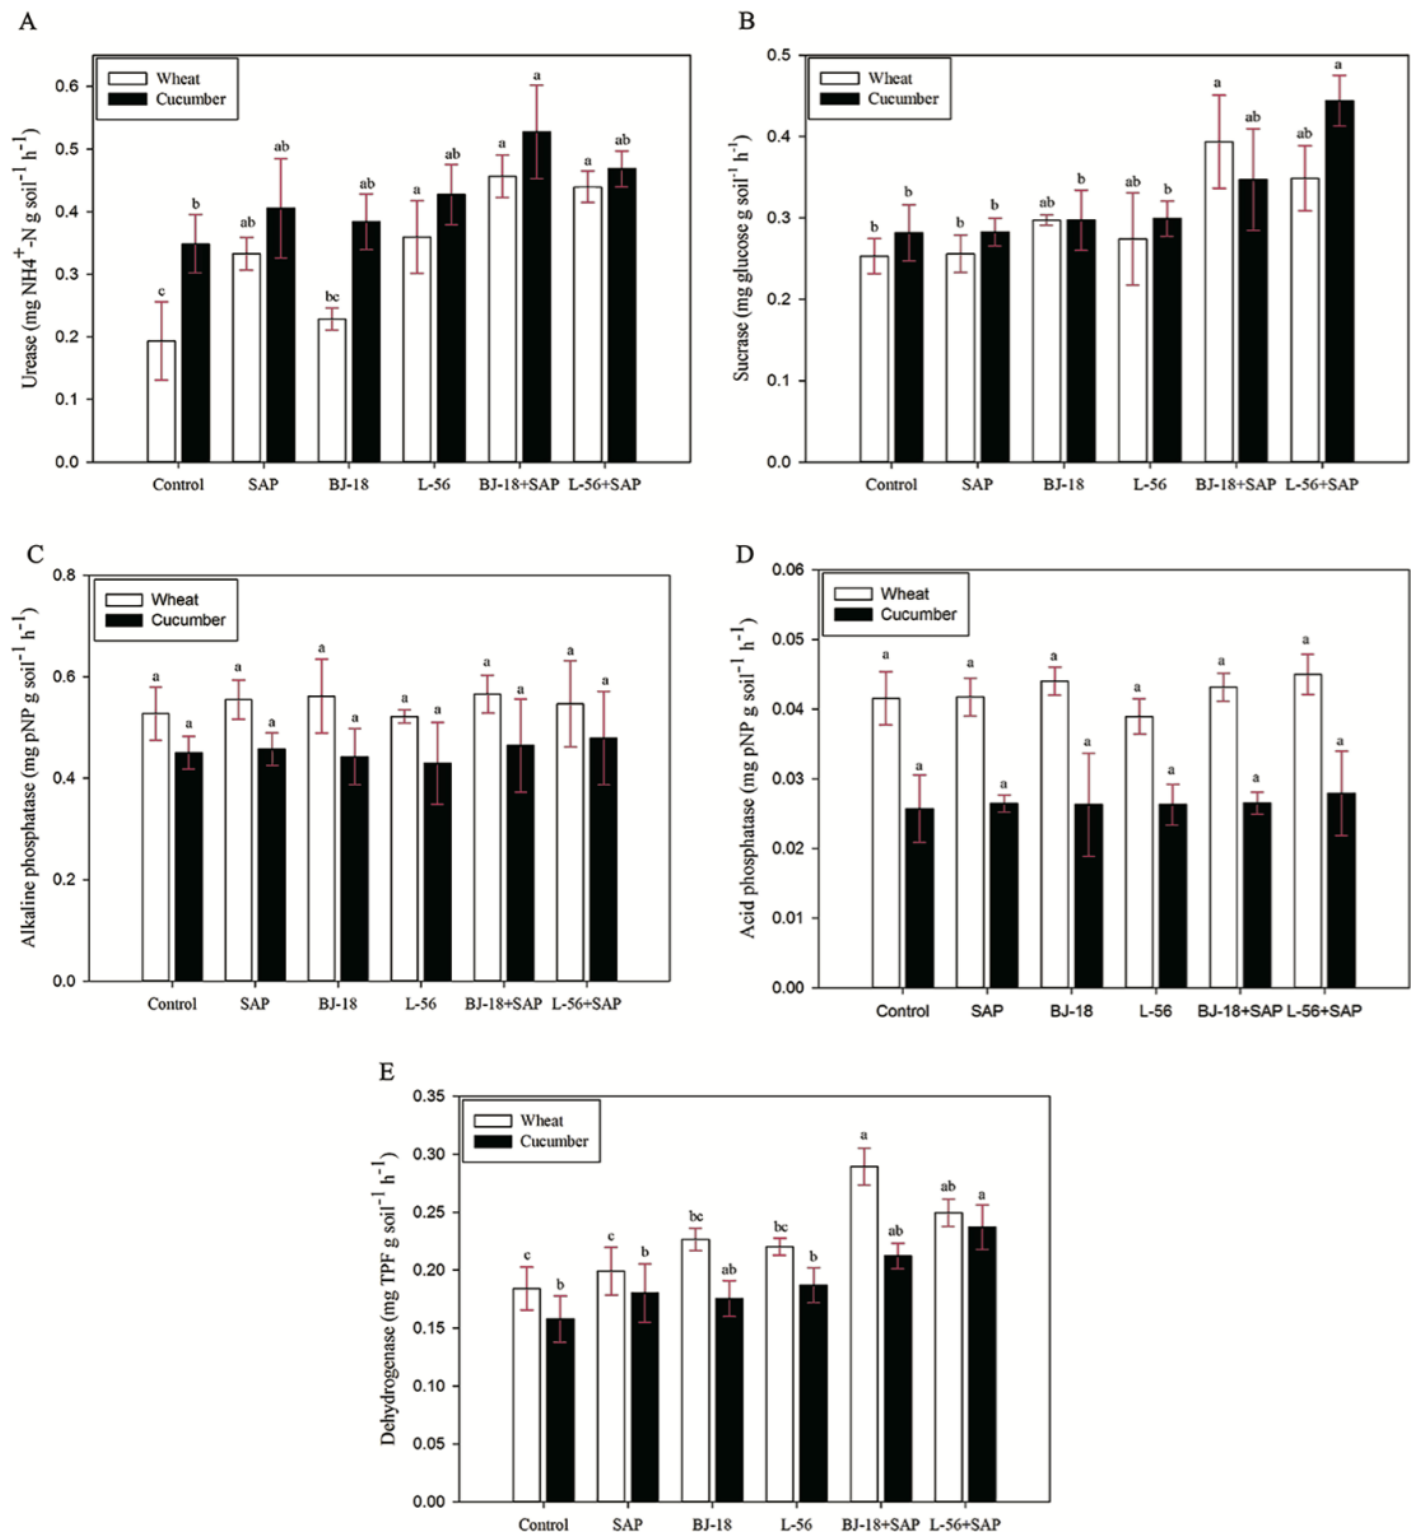 A
Urease (mg NH4⁺-N g soil⁻¹ h⁻¹)
0.6
0.5
0.4
0.3
0.2
0.1
0.0
Wheat
Cucumber
c
b
ab
ab
bc
ab
a
ab
a
a
a
ab
Control SAP BJ-18 L-56 BJ-18+SAP L-56+SAP
B
Sucrase (mg glucose g soil⁻¹ h⁻¹)
0.5
0.4
0.3
0.2
0.1
0.0
Wheat
Cucumber
b
b
b
b
ab
b
ab
b
a
ab
ab
a
Control SAP BJ-18 L-56 BJ-18+SAP L-56+SAP
C
Alkaline phosphatase (mg pNP g soil⁻¹ h⁻¹)
0.8
0.6
0.4
0.2
0.0
Wheat
Cucumber
a
a
a
a
a
a
a
a
a
a
a
a
Control SAP BJ-18 L-56 BJ-18+SAP L-56+SAP
D
Acid phosphatase (mg pNP g soil⁻¹ h⁻¹)
0.06
0.05
0.04
0.03
0.02
0.01
0.00
Wheat
Cucumber
a
a
a
a
a
a
a
a
a
a
a
a
Control SAP BJ-18 L-56 BJ-18+SAP L-56+SAP
E
Dehydrogenase (mg TPF g soil⁻¹ h⁻¹)
0.35
0.30
0.25
0.20
0.15
0.10
0.05
0.00
Wheat
Cucumber
c
b
c
b
bc
ab
bc
b
a
ab
ab
a
Control SAP BJ-18 L-56 BJ-18+SAP L-56+SAP